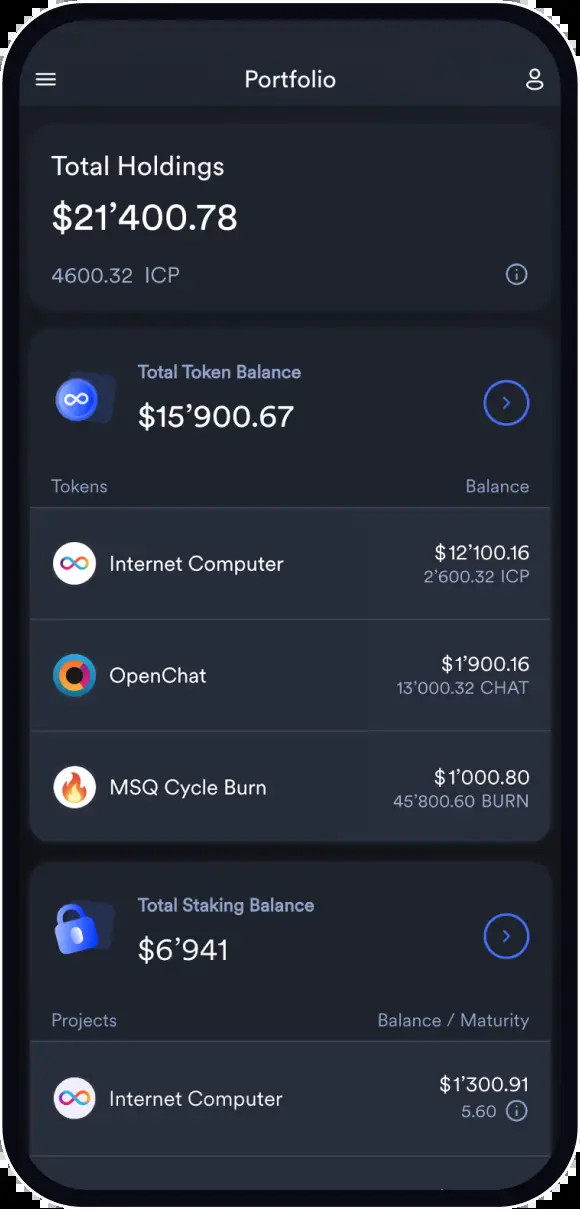 Portfolio
Total Holdings
$21’400.78
4600.32 ICP
Total Token Balance
$15’900.67
Tokens Balance
Internet Computer $12’100.16
2’600.32 ICP
OpenChat $1’900.16
13’000.32 CHAT
MSQ Cycle Burn $1’000.80
45’800.60 BURN
Total Staking Balance
$6’941
Projects Balance / Maturity
Internet Computer $1’300.91
5.60